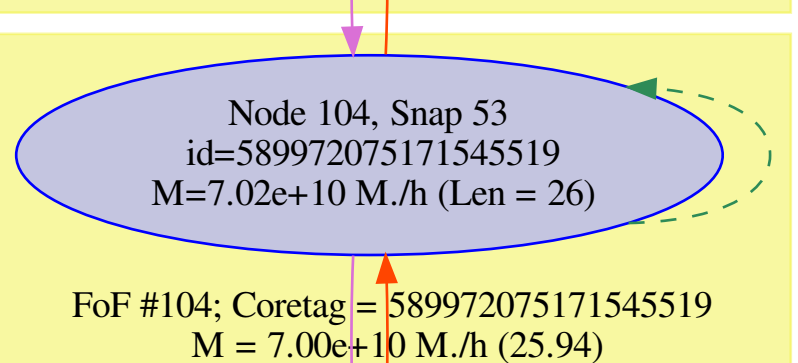 Node 104, Snap 53
id=589972075171545519
M=7.02e+10 M./h (Len = 26)
FoF #104; Coretag = 589972075171545519
M = 7.00e+10 M./h (25.94)